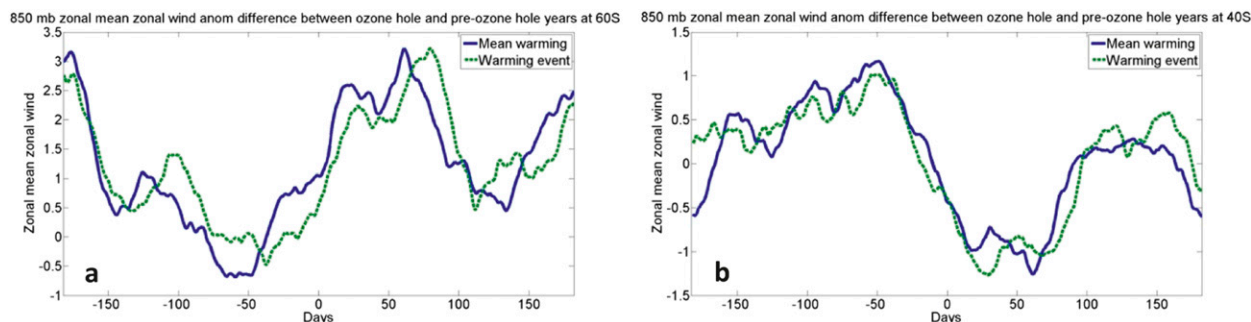 850 mb zonal mean zonal wind anom difference between ozone hole and pre-ozone hole years at 60S
3.5
3
2.5
2
1.5
1
0.5
0
-0.5
-1
Zonal mean zonal wind
Mean warming
Warming event
a
-150
-100
-50
0
50
100
150
Days
850 mb zonal mean zonal wind anom difference between ozone hole and pre-ozone hole years at 40S
1.5
1
0.5
0
-0.5
-1
-1.5
Zonal mean zonal wind
Mean warming
Warming event
b
-150
-100
-50
0
50
100
150
Days